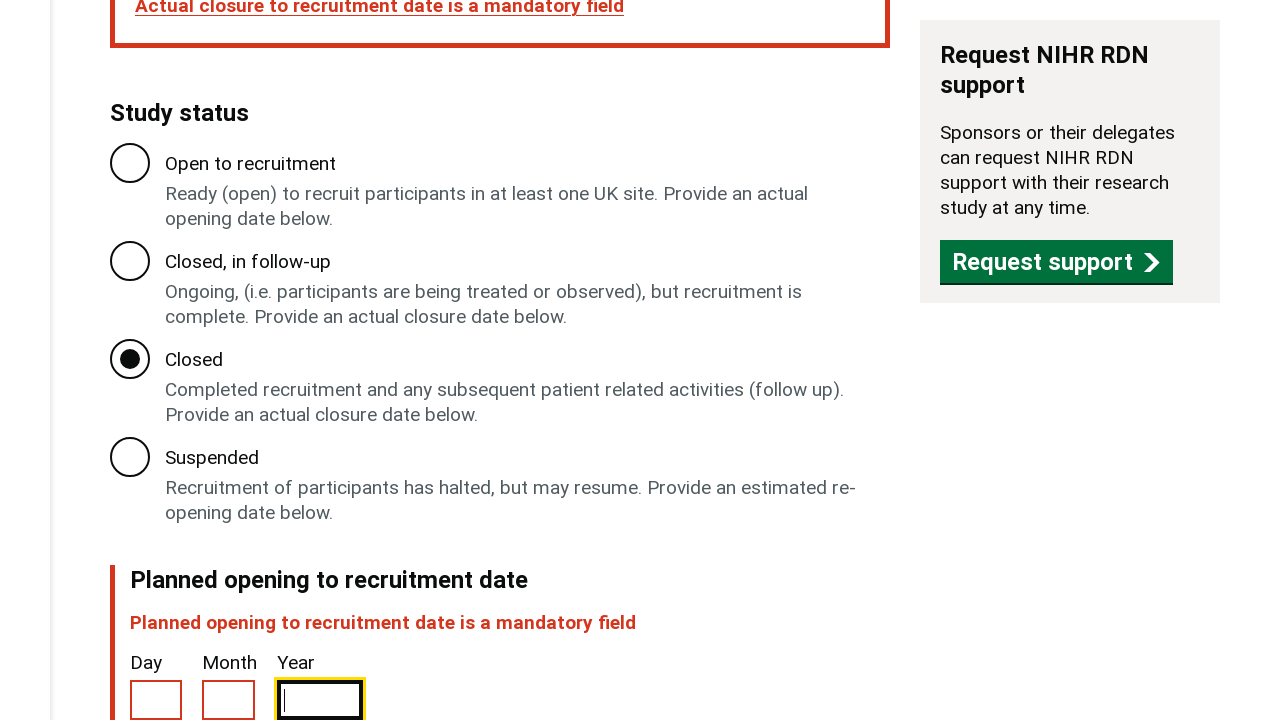 Actual closure to recruitment date is a mandatory field
Study status
Open to recruitment
Ready (open) to recruit participants in at least one UK site. Provide an actual
opening date below.
Closed, in follow-up
Ongoing, (i.e. participants are being treated or observed), but recruitment is
complete. Provide an actual closure date below.
Closed
Completed recruitment and any subsequent patient related activities (follow up).
Provide an actual closure date below.
Suspended
Recruitment of participants has halted, but may resume. Provide an estimated re-
opening date below.
Planned opening to recruitment date
Planned opening to recruitment date is a mandatory field
Day Month Year
Request NIHR RDN
support
Sponsors or their delegates
can request NIHR RDN
support with their research
study at any time.
Request support